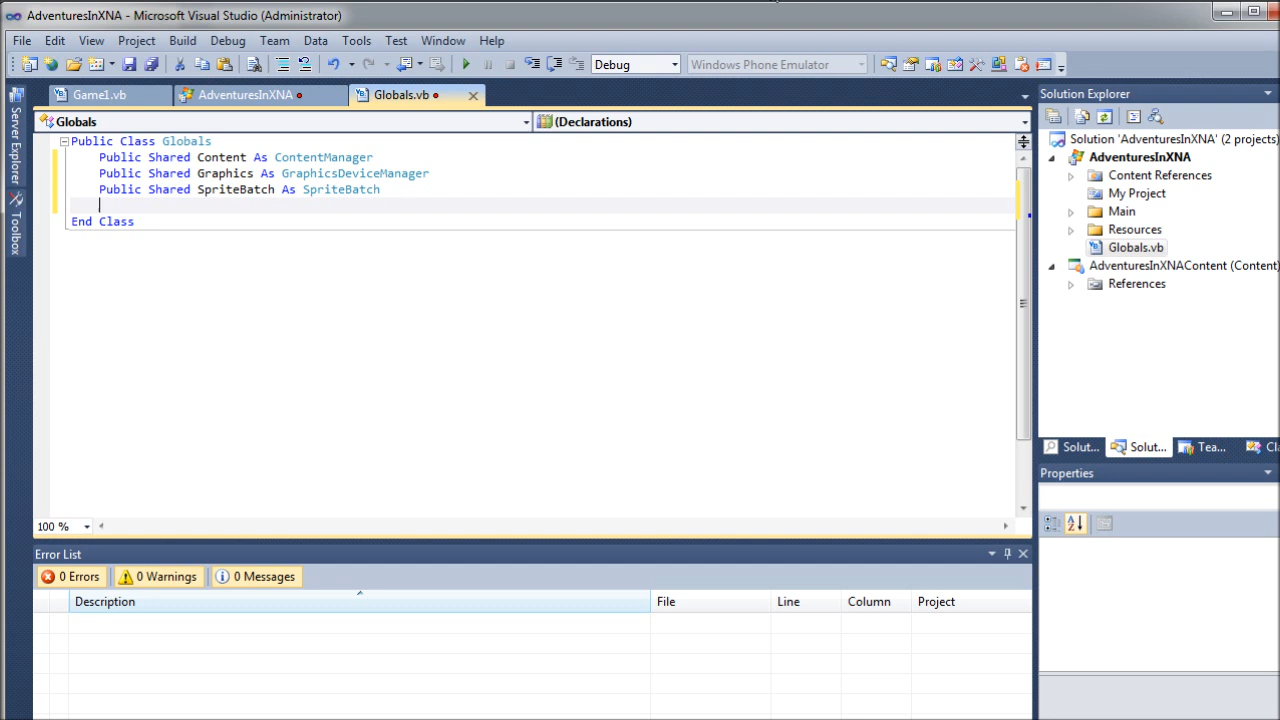 AdventuresInXNA - Microsoft Visual Studio (Administrator)
File Edit View Project Build Debug Team Data Tools Test Window Help
Debug Windows Phone Emulator
Server Explorer
Toolbox
Game1.vb AdventuresInXNA Globals.vb
Globals (Declarations)
Public Class Globals
Public Shared Content As ContentManager
Public Shared Graphics As GraphicsDeviceManager
Public Shared SpriteBatch As SpriteBatch
End Class
100 %
Solution Explorer
Solution 'AdventuresInXNA' (2 projects)
AdventuresInXNA
Content References
My Project
Main
Resources
Globals.vb
AdventuresInXNAContent (Content)
References
Solut... Solut... Tea... Cl
Properties
Error List
0 Errors 0 Warnings 0 Messages
Description File Line Column Project